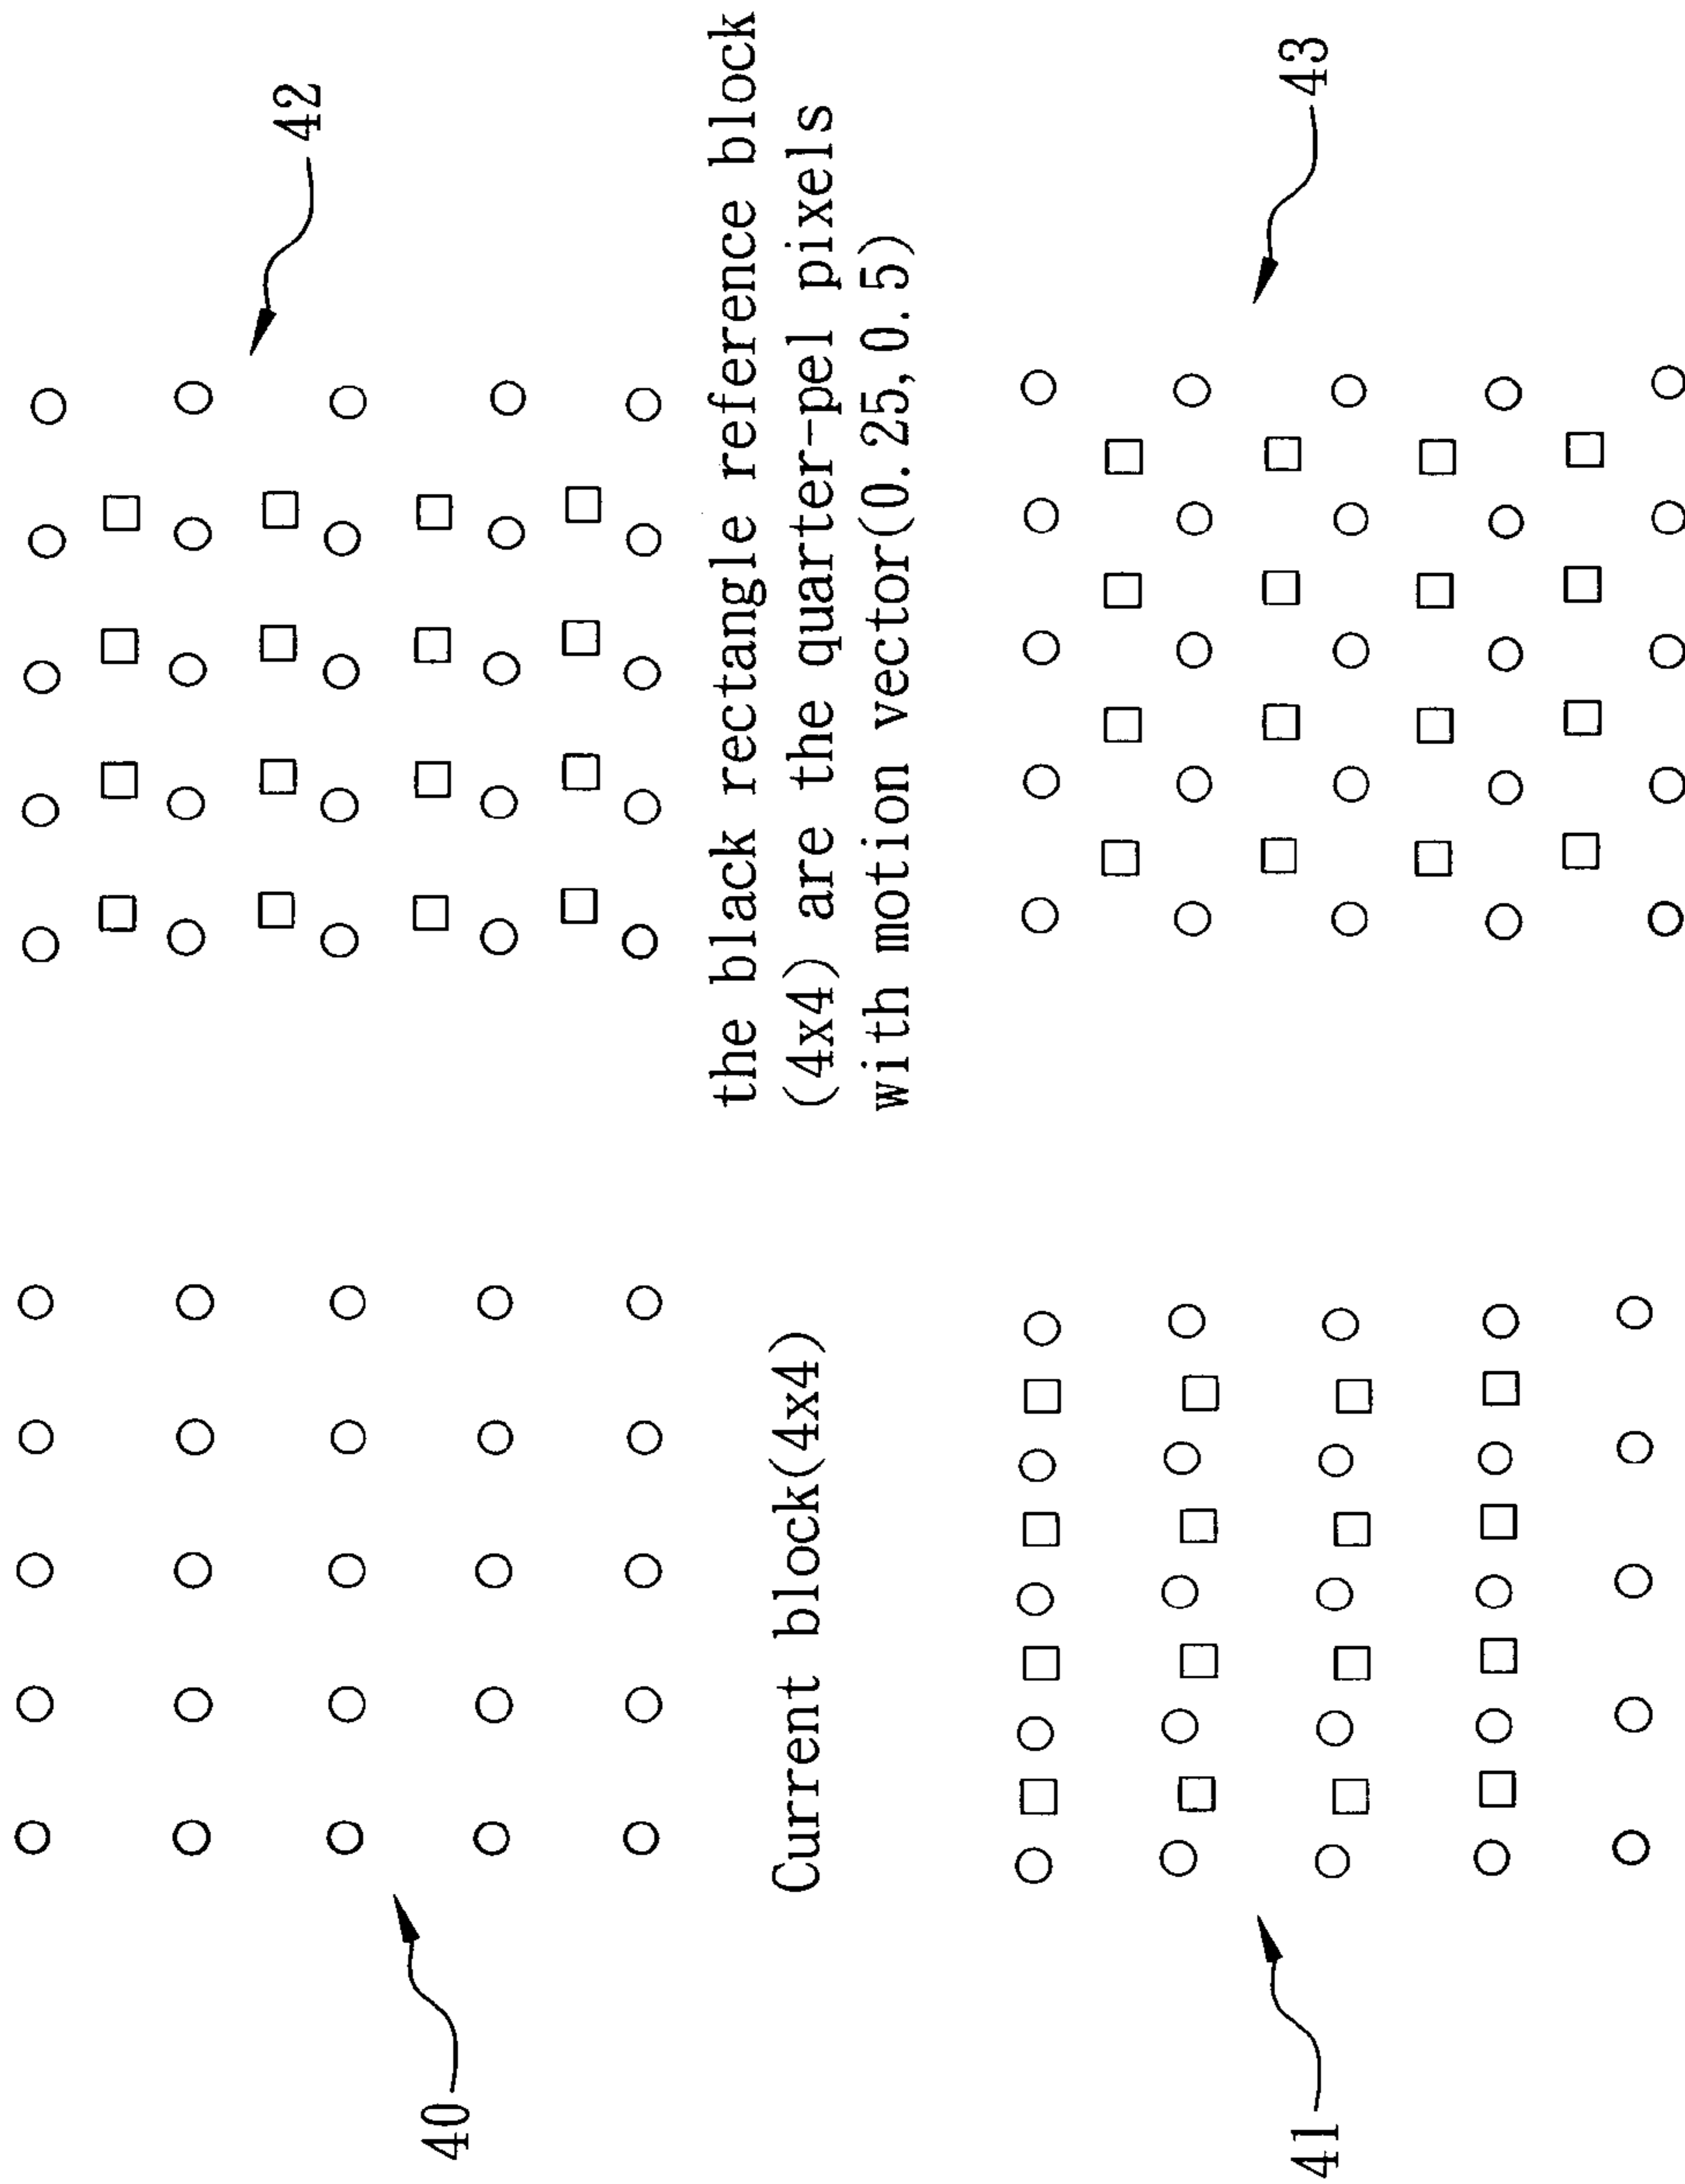 40
Current block(4x4)
42
the black rectangle reference block
(4x4) are the quarter-pel pixels
with motion vector(0.25,0.5)
41
43